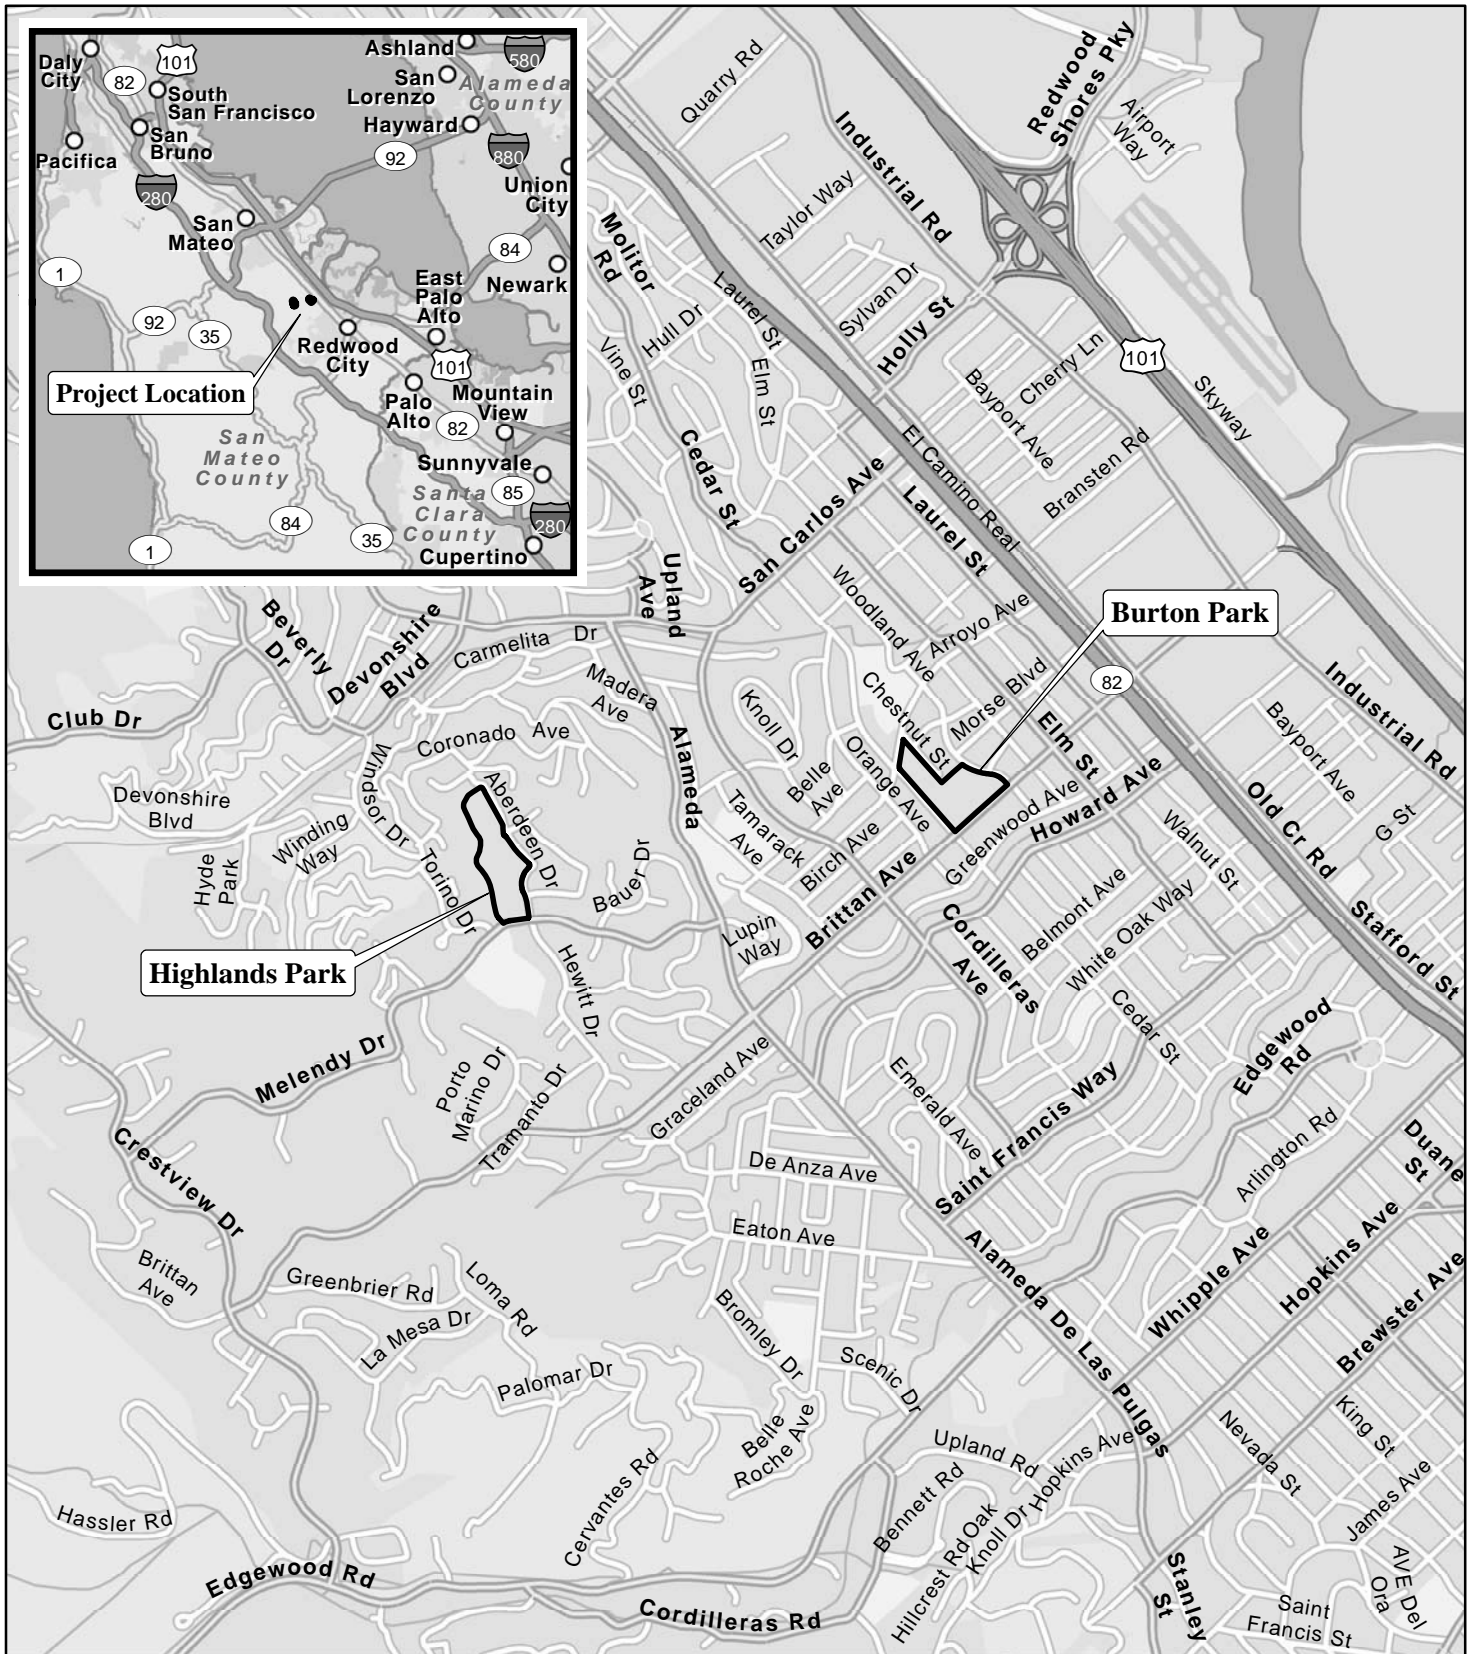 Daly
City
82
101
South
San Francisco
San
Bruno
Pacifica
280
San
Mateo
Ashland
580
San
Lorenzo
Alameda
County
Hayward
92
880
Union
City
84
Newark
East
Palo
Alto
1
92
35
Redwood
City
101
Project Location
Palo
Alto
Mountain
View
82
San
Mateo
County
Sunnyvale
85
Santa
Clara
County
280
Cupertino
84
35
1
Quarry Rd
Industrial Rd
Redwood
Shores Pky
Airport
Way
Taylor Way
Molitor
Rd
Laurel St
Sylvan Dr
Hull Dr
Holly St
Vine St
Elm St
Cherry Ln
Bayport Ave
101
Skyway
Cedar St
El Camino Real
Bransten Rd
San Carlos Ave
Laurel St
Upland
Ave
Woodland Ave
Arroyo Ave
Burton Park
Beverly
Dr
Devonshire
Blvd
Carmelita Dr
Madera
Ave
Chestnut St
Morse Blvd
82
Industrial Rd
Club Dr
Coronado Ave
Knoll Dr
Alameda
Elm St
Bayport Ave
Windsor Dr
Aberdeen Dr
Belle
Ave
Orange Ave
Howard Ave
Greenwood Ave
Devonshire
Blvd
Winding
Way
Tamarack
Ave
Old Cr Rd
G St
Walnut St
Hyde
Park
Torino Dr
Bauer Dr
Birch Ave
Brittan Ave
Belmont Ave
White Oak Way
Stafford St
Highlands Park
Lupin
Way
Cordilleras
Ave
Hewitt Dr
Cedar St
Edgewood
Rd
Melendy Dr
Porto
Marino Dr
Tramanto Dr
Graceland Ave
Emerald Ave
Saint Francis Way
Crestview Dr
De Anza Ave
Arlington Rd
Duane
St
Eaton Ave
Alameda De Las Pulgas
Whipple Ave
Hopkins Ave
Brewster Ave
Brittan
Ave
Greenbrier Rd
Loma Rd
La Mesa Dr
Bromley Dr
Scenic Dr
Palomar Dr
Belle
Roche Ave
Upland Rd
Hopkins Ave
Nevada St
King St
James Ave
Hassler Rd
Cervantes Rd
Bennett Rd
Hillcrest Rd
Oak
Knoll Dr
Edgewood Rd
Cordilleras Rd
Stanley
St
Saint
Francis St
AVE Del
Ora